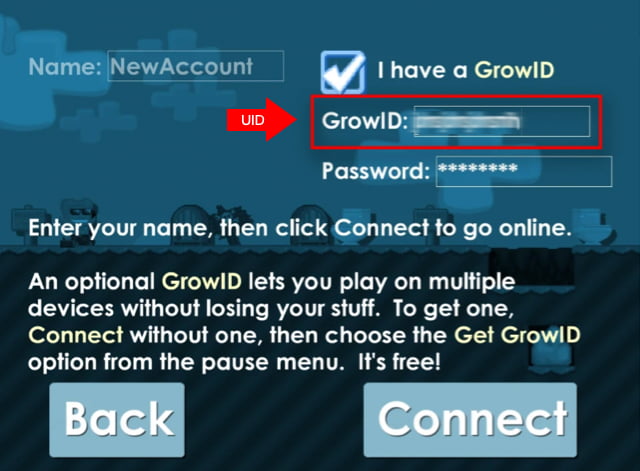 Name: NewAccount
I have a GrowID
UID
GrowID:
Password: ********
Enter your name, then click Connect to go online.
An optional GrowID lets you play on multiple
devices without losing your stuff. To get one,
Connect without one, then choose the Get GrowID
option from the pause menu. It's free!
Back
Connect